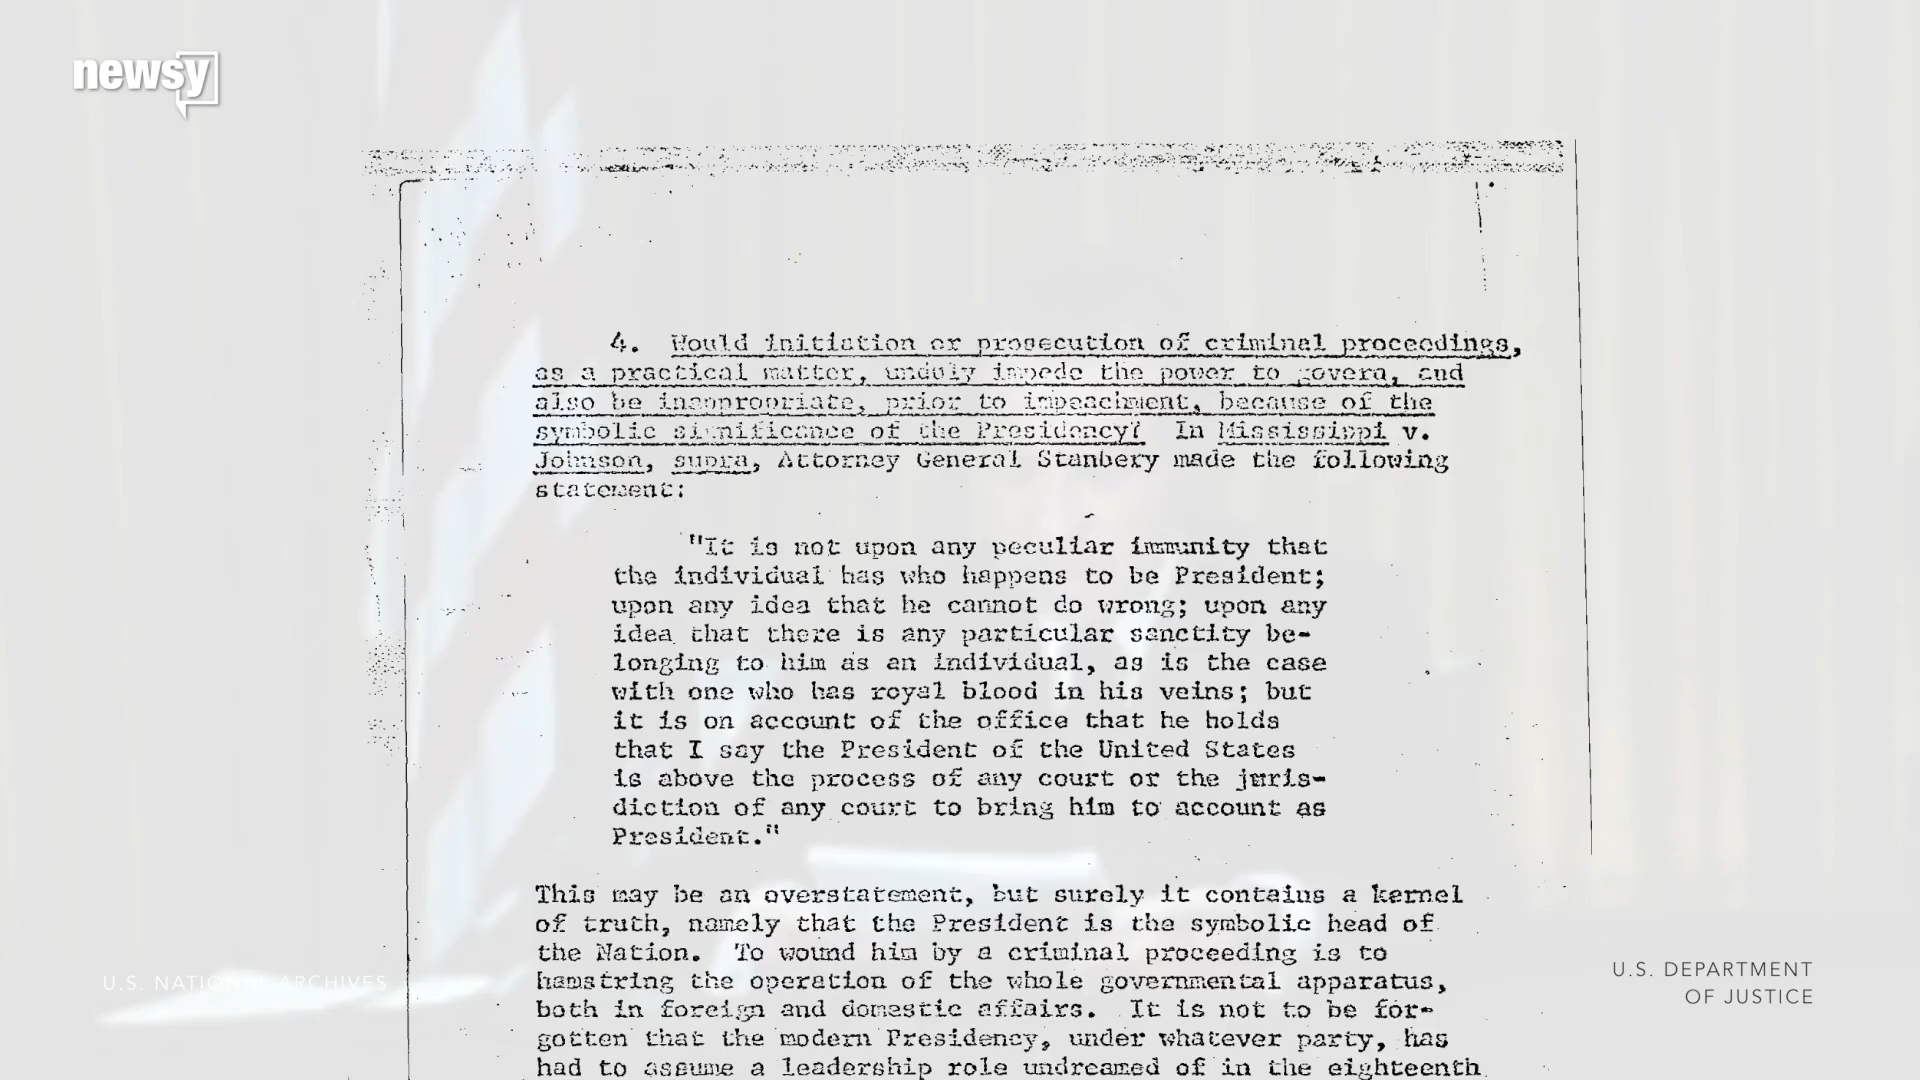 newsy
4. Would initiation or prosecution of criminal proceedings,
as a practical matter, unduly impede the power to govern, and
also be inappropriate, prior to impeachment, because of the
symbolic significance of the Presidency? In Mississippi v.
Johnson, supra, Attorney General Stanbery made the following
statement:
"It is not upon any peculiar immunity that
the individual has who happens to be President;
upon any idea that he cannot do wrong; upon any
idea that there is any particular sanctity be-
longing to him as an individual, as is the case
with one who has royal blood in his veins; but
it is on account of the office that he holds
that I say the President of the United States
is above the process of any court or the juris-
diction of any court to bring him to account as
President."
This may be an overstatement, but surely it contains a kernel
of truth, namely that the President is the symbolic head of
the Nation. To wound him by a criminal proceeding is to
hamstring the operation of the whole governmental apparatus,
both in foreign and domestic affairs. It is not to be for-
gotten that the modern Presidency, under whatever party, has
had to assume a leadership role undreamed of in the eighteenth
U.S. NATIONAL ARCHIVES
U.S. DEPARTMENT
OF JUSTICE